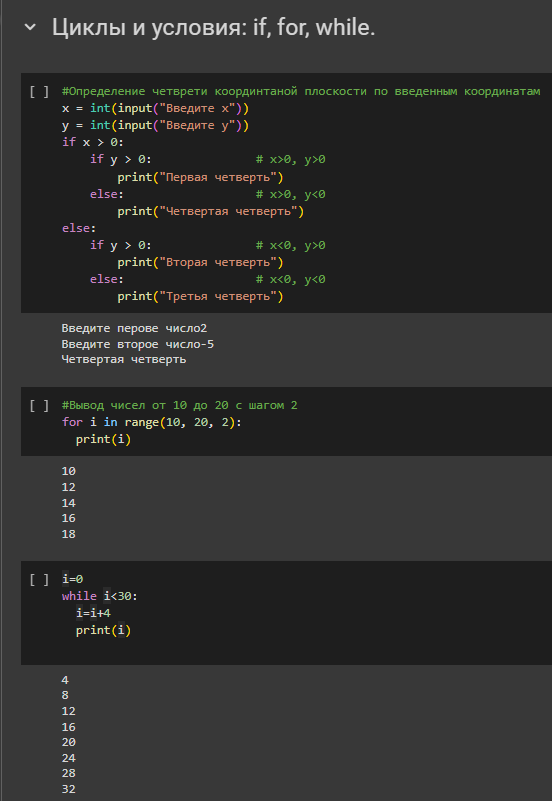 Циклы и условия: if, for, while.
[ ] #Определение четврети координтаной плоскости по введенным координатам
x = int(input("Введите x"))
y = int(input("Введите y"))
if x > 0:
    if y > 0:               # x>0, y>0
        print("Первая четверть")
    else:                   # x>0, y<0
        print("Четвертая четверть")
else:
    if y > 0:               # x<0, y>0
        print("Вторая четверть")
    else:                   # x<0, y<0
        print("Третья четверть")
Введите перове число2
Введите второе число-5
Четвертая четверть
[ ] #Вывод чисел от 10 до 20 с шагом 2
for i in range(10, 20, 2):
  print(i)
10
12
14
16
18
[ ] i=0
while i<30:
  i=i+4
  print(i)
4
8
12
16
20
24
28
32